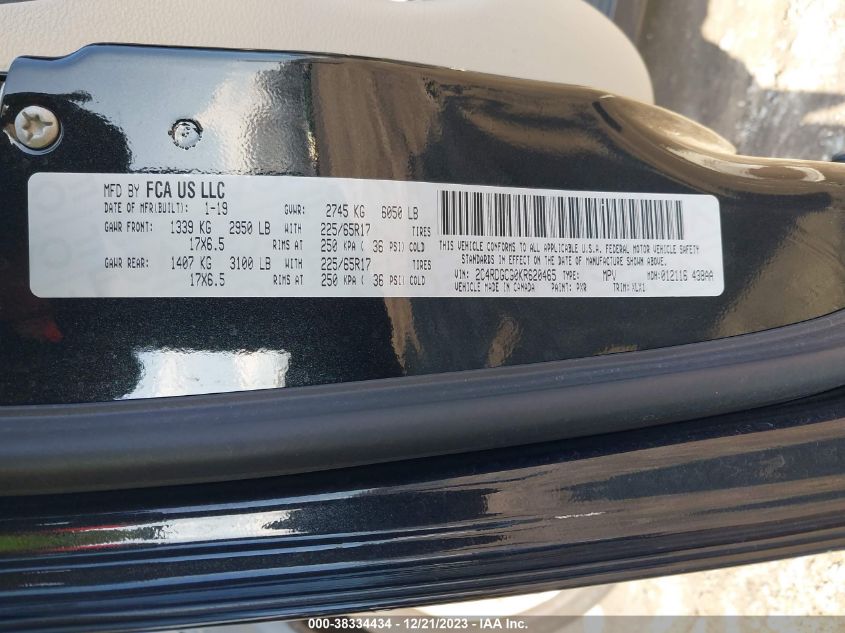 MFD BY FCA US LLC
DATE OF MFR(BUILT): 1-19 GVWR: 2745 KG 6050 LB
GAWR FRONT: 1339 KG 2950 LB WITH 225/65R17 TIRES
17X6.5 RIMS AT 250 KPA ( 36 PSI) COLD
GAWR REAR: 1407 KG 3100 LB WITH 225/65R17 TIRES
17X6.5 RIMS AT 250 KPA ( 36 PSI) COLD
THIS VEHICLE CONFORMS TO ALL APPLICABLE U.S.A. FEDERAL MOTOR VEHICLE SAFETY
STANDARDS IN EFFECT ON THE DATE OF MANUFACTURE SHOWN ABOVE.
VIN: 2C4RDGCG0KR620465 TYPE: MPV MDH: 012116 438AA
VEHICLE MADE IN CANADA PAINT: PXR TRIM: XLX1
000-38334434 - 12/21/2023 - IAA Inc.